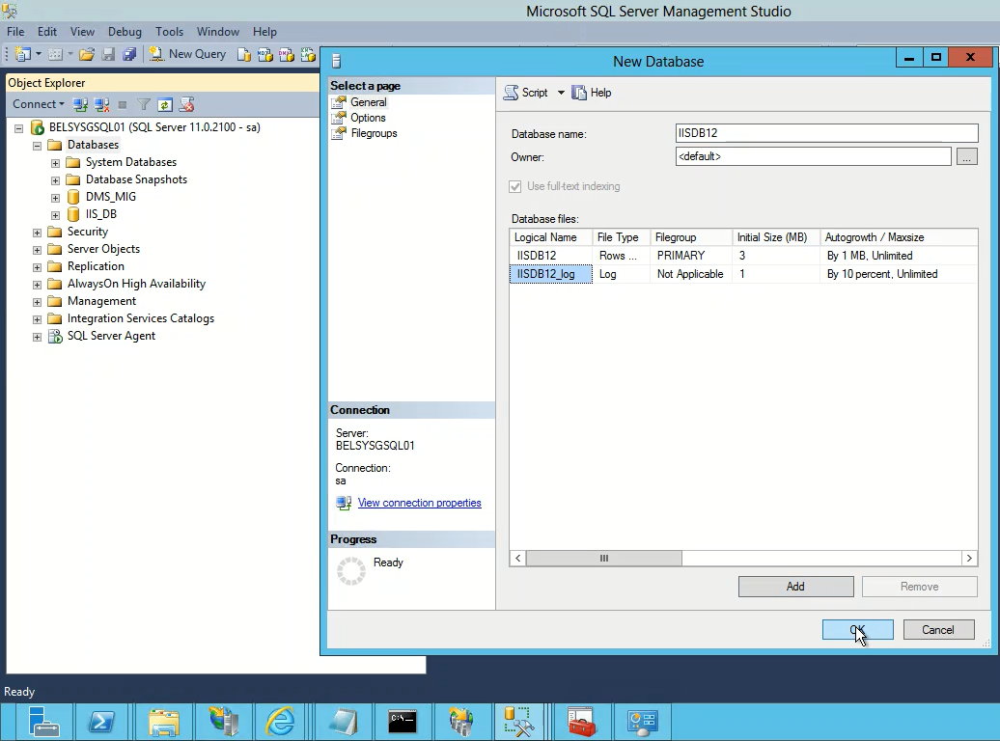 Microsoft SQL Server Management Studio
File Edit View Debug Tools Window Help
New Query
Object Explorer
Connect
BELSYSGSQL01 (SQL Server 11.0.2100 - sa)
Databases
System Databases
Database Snapshots
DMS_MIG
IIS_DB
Security
Server Objects
Replication
AlwaysOn High Availability
Management
Integration Services Catalogs
SQL Server Agent
New Database
Select a page
General
Options
Filegroups
Script Help
Database name: IISDB12
Owner: <default> ...
Use full-text indexing
Database files:
Logical Name File Type Filegroup Initial Size (MB) Autogrowth / Maxsize
IISDB12 Rows ... PRIMARY 3 By 1 MB, Unlimited
IISDB12_log Log Not Applicable 1 By 10 percent, Unlimited
Connection
Server:
BELSYSGSQL01
Connection:
sa
View connection properties
Progress
Ready
Add Remove
OK Cancel
Ready